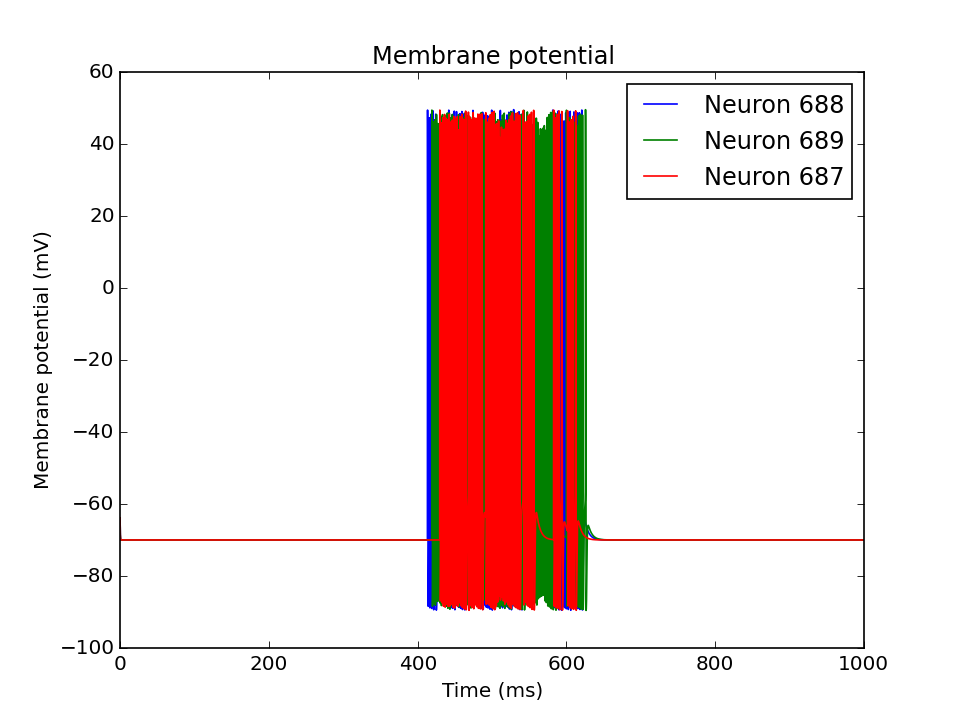 Membrane potential
Neuron 688
Neuron 689
Neuron 687
60
40
20
0
−20
−40
−60
−80
−100
Membrane potential (mV)
0 200 400 600 800 1000
Time (ms)